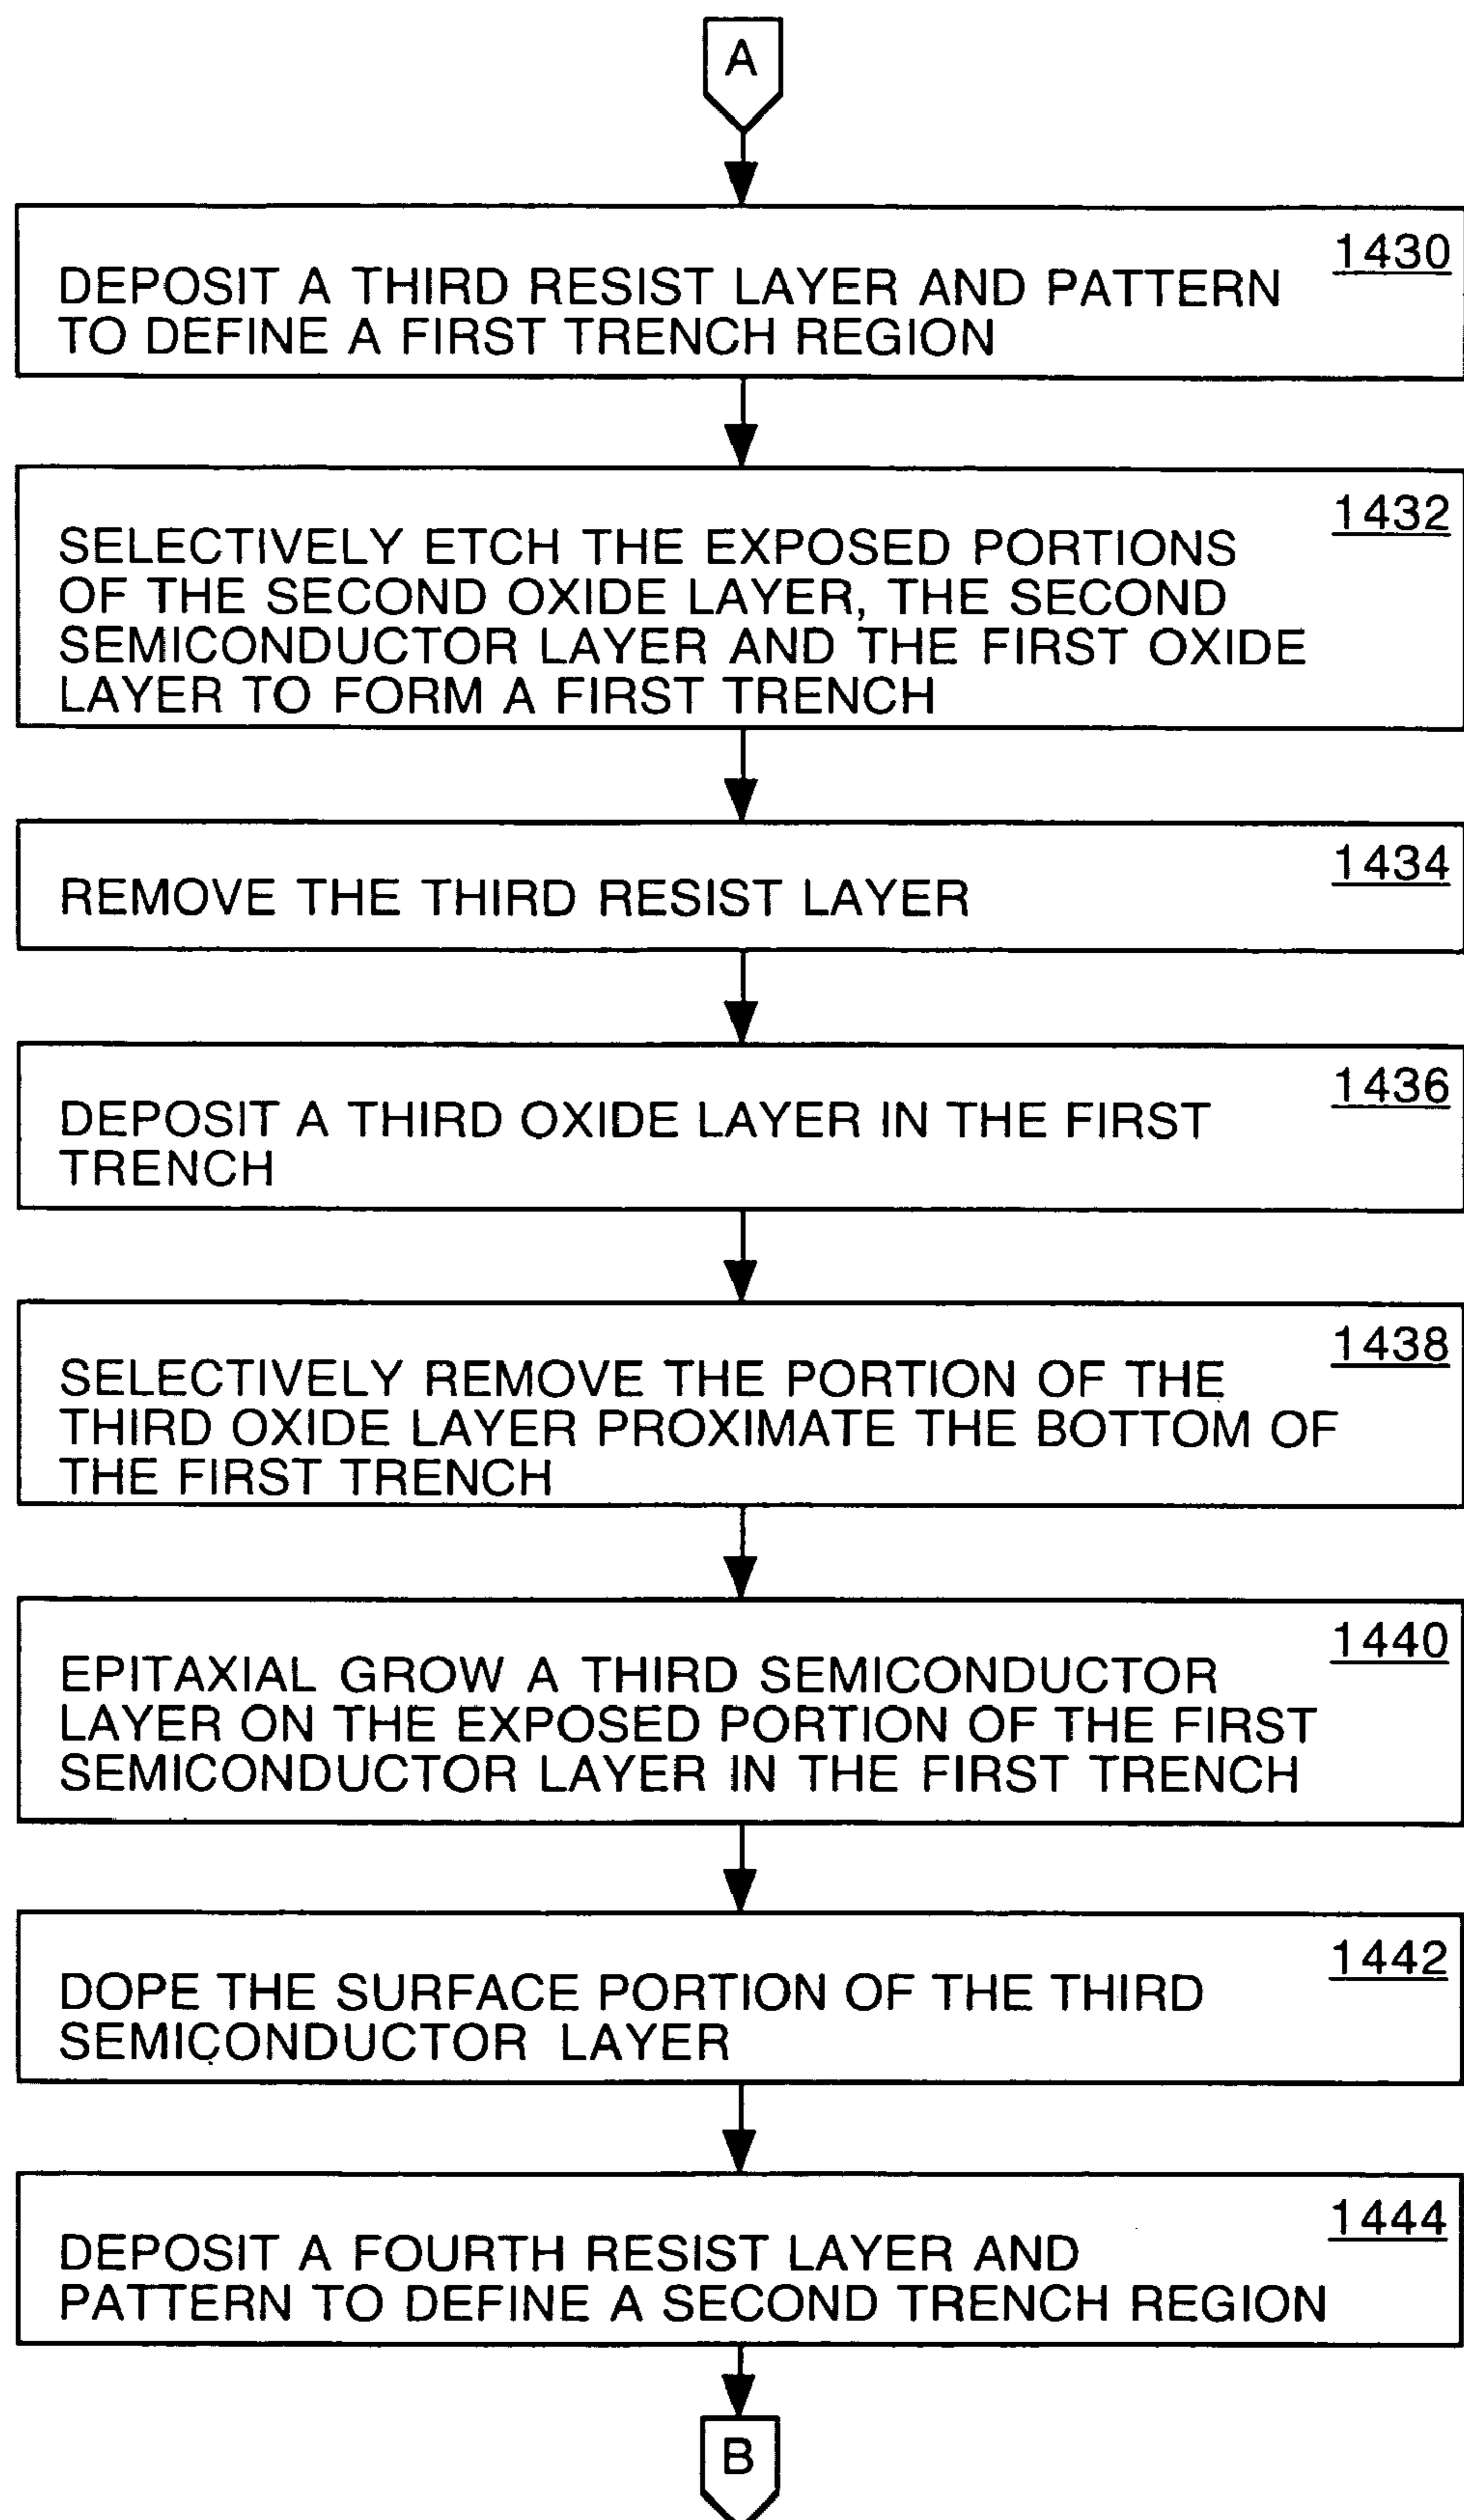 A
1430
DEPOSIT A THIRD RESIST LAYER AND PATTERN
TO DEFINE A FIRST TRENCH REGION
1432
SELECTIVELY ETCH THE EXPOSED PORTIONS
OF THE SECOND OXIDE LAYER, THE SECOND
SEMICONDUCTOR LAYER AND THE FIRST OXIDE
LAYER TO FORM A FIRST TRENCH
1434
REMOVE THE THIRD RESIST LAYER
1436
DEPOSIT A THIRD OXIDE LAYER IN THE FIRST
TRENCH
1438
SELECTIVELY REMOVE THE PORTION OF THE
THIRD OXIDE LAYER PROXIMATE THE BOTTOM OF
THE FIRST TRENCH
1440
EPITAXIAL GROW A THIRD SEMICONDUCTOR
LAYER ON THE EXPOSED PORTION OF THE FIRST
SEMICONDUCTOR LAYER IN THE FIRST TRENCH
1442
DOPE THE SURFACE PORTION OF THE THIRD
SEMICONDUCTOR LAYER
1444
DEPOSIT A FOURTH RESIST LAYER AND
PATTERN TO DEFINE A SECOND TRENCH REGION
B